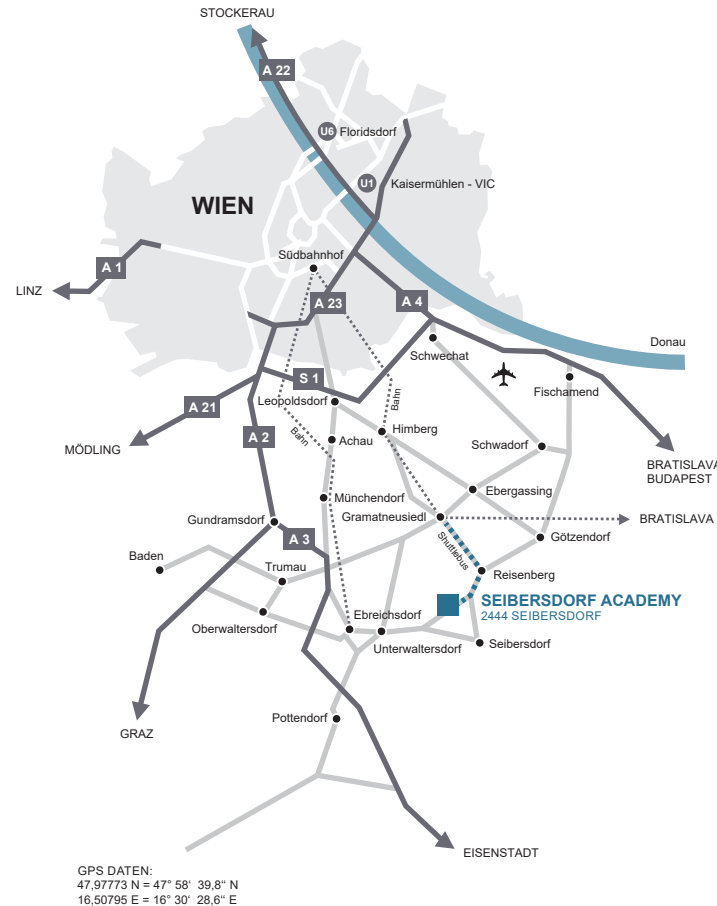 STOCKERAU
A 22
U6 Floridsdorf
U1
Kaisermühlen - VIC
WIEN
Südbahnhof
A 1
LINZ
A 23
A 4
Donau
Schwechat
S 1
Fischamend
Leopoldsdorf
Bahn
A 21
Himberg
Bahn
A 2
Achau
Schwadorf
MÖDLING
BRATISLAVA
BUDAPEST
Ebergassing
Münchendorf
Gramatneusiedl
BRATISLAVA
Gundramsdorf
A 3
Götzendorf
Shuttlebus
Baden
Trumau
Reisenberg
SEIBERSDORF ACADEMY
2444 SEIBERSDORF
Ebreichsdorf
Oberwaltersdorf
Unterwaltersdorf
Seibersdorf
Pottendorf
GRAZ
EISENSTADT
GPS DATEN:
47,97773 N = 47° 58‘ 39,8“ N
16,50795 E = 16° 30‘ 28,6“ E